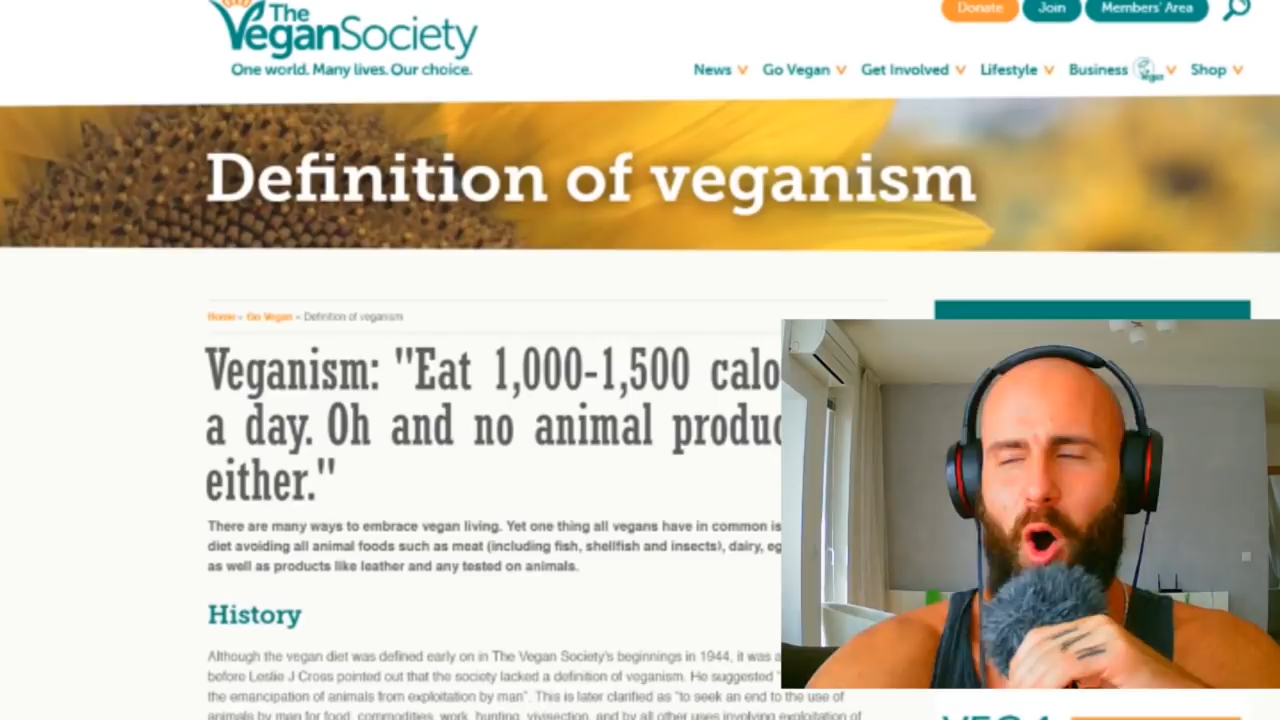 The
VeganSociety
One world. Many lives. Our choice.
Donate Join Members' Area
News Go Vegan Get Involved Lifestyle Business Vegan Shop
Definition of veganism
Home » Go Vegan » Definition of veganism
Veganism: "Eat 1,000-1,500 calo
a day. Oh and no animal produc
either."
There are many ways to embrace vegan living. Yet one thing all vegans have in common is
diet avoiding all animal foods such as meat (including fish, shellfish and insects), dairy, eg
as well as products like leather and any tested on animals.
History
Although the vegan diet was defined early on in The Vegan Society's beginnings in 1944, it was a
before Leslie J Cross pointed out that the society lacked a definition of veganism. He suggested "
the emancipation of animals from exploitation by man". This is later clarified as "to seek an end to the use of
animals by man for food, commodities, work, hunting, vivisection, and by all other uses involving exploitation of